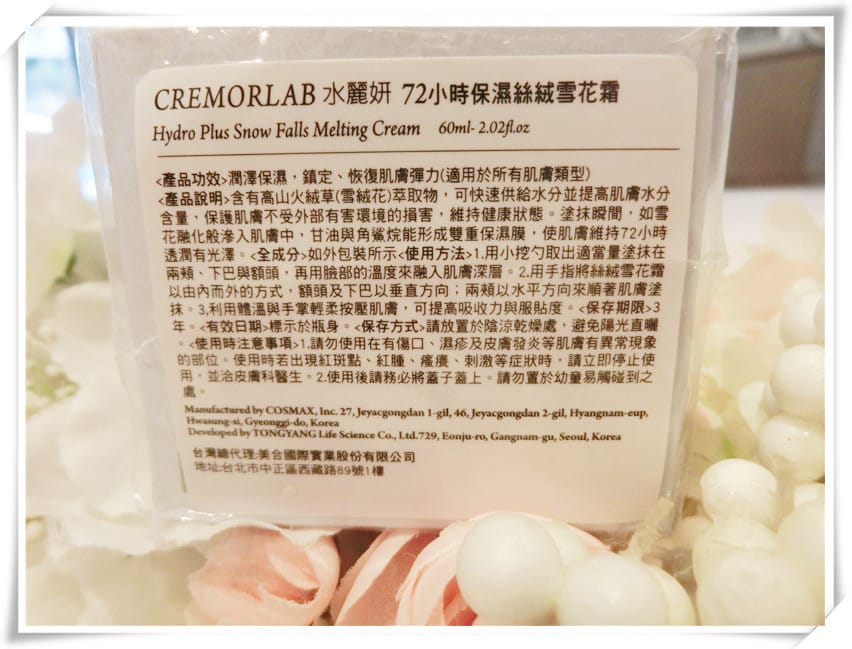 CREMORLAB 水麗妍 72小時保濕絲絨雪花霜
Hydro Plus Snow Falls Melting Cream 60ml- 2.02fl.oz
<產品功效>潤澤保濕，鎮定、恢復肌膚彈力(適用於所有肌膚類型)
<產品說明>含有高山火絨草(雪絨花)萃取物，可快速供給水分並提高肌膚水分
含量，保護肌膚不受外部有害環境的損害，維持健康狀態。塗抹瞬間，如雪
花融化般滲入肌膚中，甘油與角鯊烷能形成雙重保濕膜，使肌膚維持72小時
透潤有光澤。<全成分>如外包裝所示<使用方法>1.用小挖勺取出適當量塗抹在
兩頰、下巴與額頭，再用臉部的溫度來融入肌膚深層。2.用手指將絲絨雪花霜
以由內而外的方式，額頭及下巴以垂直方向；兩頰以水平方向來順著肌膚塗
抹。3,利用體溫與手掌輕柔按壓肌膚，可提高吸收力與服貼度。<保存期限>3
年。<有效日期>標示於瓶身。<保存方式>請放置於陰涼乾燥處，避免陽光直曬
。<使用時注意事項>1.請勿使用在有傷口、濕疹及皮膚發炎等肌膚有異常現象
的部位。使用時若出現紅斑點、紅腫、瘙癢、刺激等症狀時，請立即停止使
用，並洽皮膚科醫生。2.使用後請務必將蓋子蓋上。請勿置於幼童易觸碰到之
處。
Manufactured by COSMAX, Inc. 27, Jeyacgongdan 1-gil, 46, Jeyacgongdan 2-gil, Hyangnam-eup,
Hwasung-si, Gyeonggi-do, Korea
Developed by TONGYANG Life Science Co., Ltd.729, Eonju-ro, Gangnam-gu, Seoul, Korea
台灣總代理:美合國際實業股份有限公司
地址:台北市中正區西藏路89號1樓